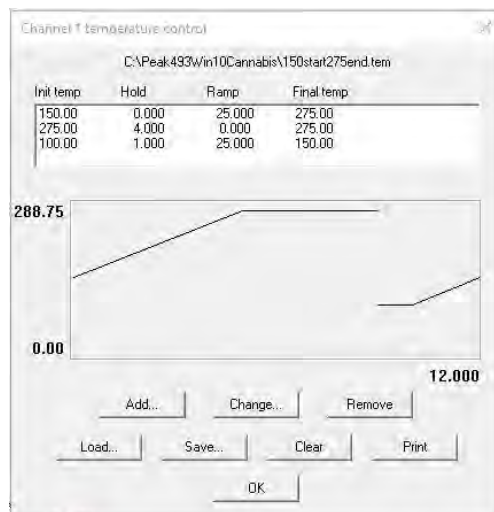 Channel 1 temperature control
C:\Peak493Win10Cannabis\150start275end.tem
Init temp Hold Ramp Final temp
150.00 0.000 25.000 275.00
275.00 4.000 0.000 275.00
100.00 1.000 25.000 150.00
288.75
0.00
12.000
Add... Change... Remove
Load... Save... Clear Print
OK